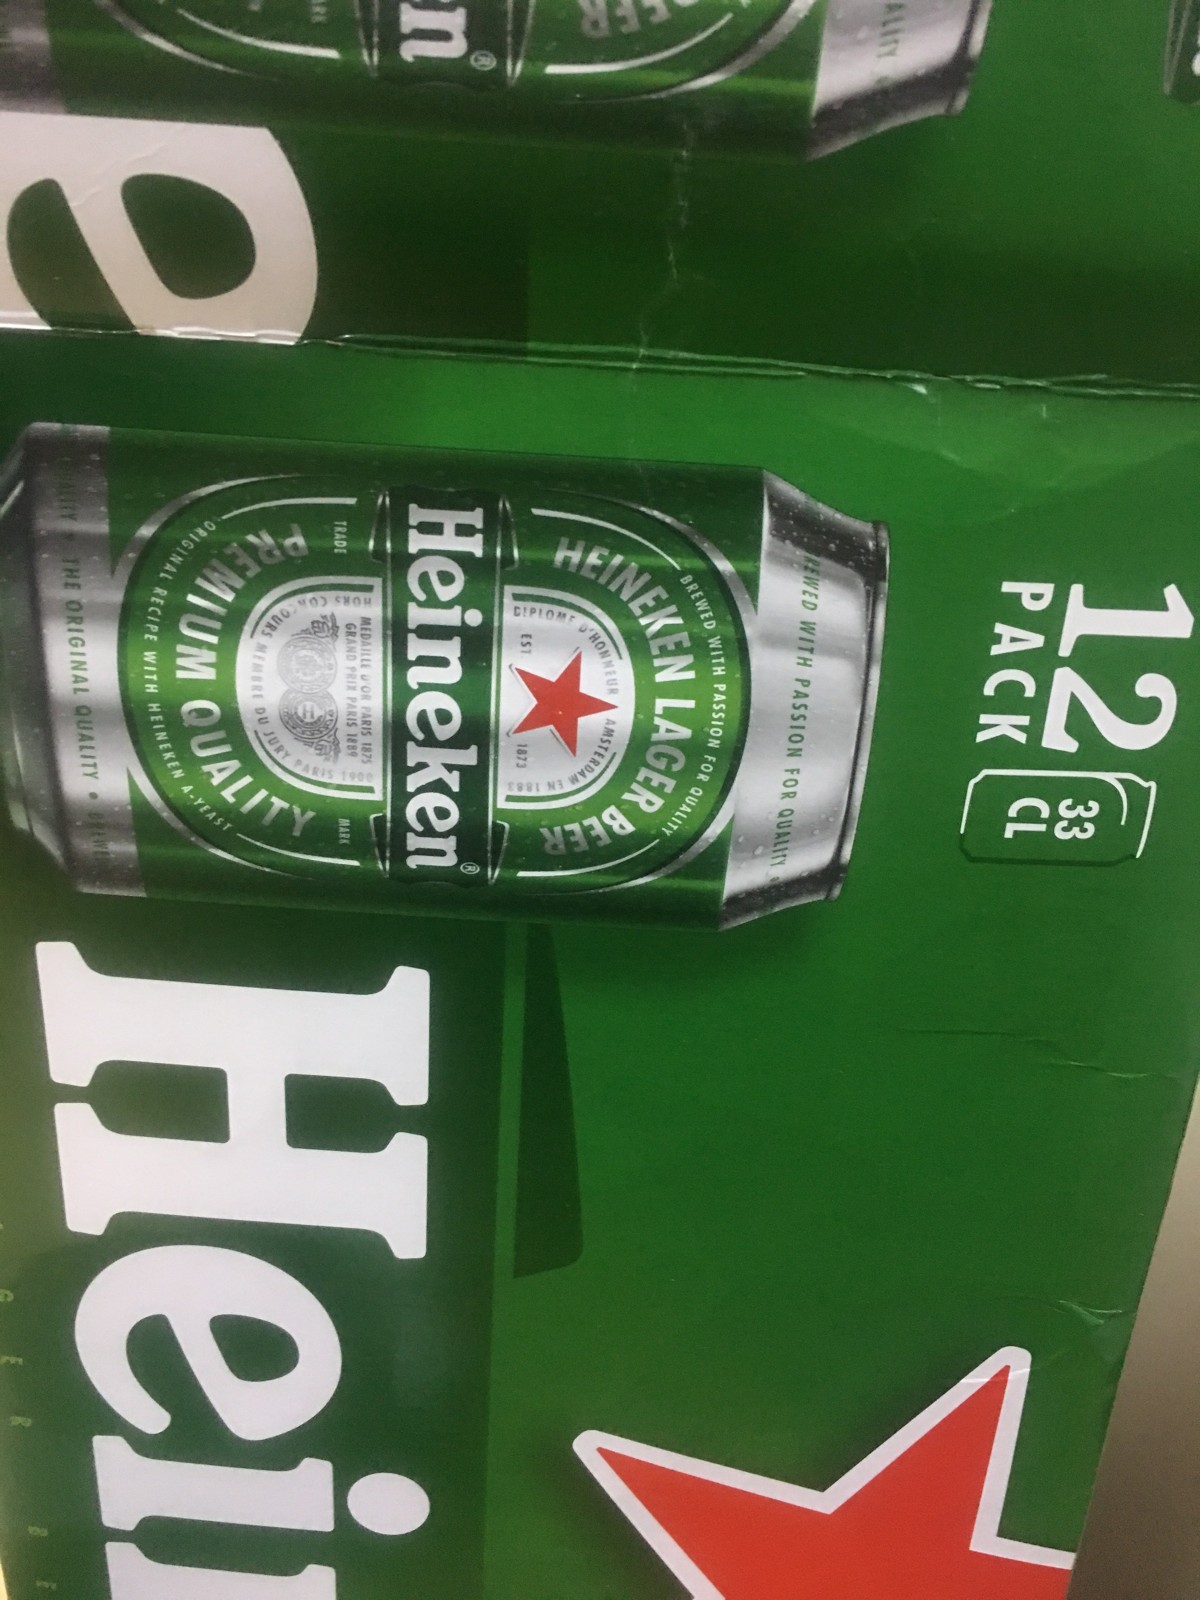 12
PACK
33
CL
BREWED WITH PASSION FOR QUALITY
BREWED WITH PASSION FOR QUALITY
HEINEKEN LAGER BEER
DIPLOME D'HONNEUR AMSTERDAM EN 1883
EST 1873
Heineken®
TRADE MARK
MEDAILLE D'OR PARIS 1875
GRAND PRIX PARIS 1889
HORS CONCOURS MEMBRE DU JURY PARIS 1900
PREMIUM QUALITY
ORIGINAL RECIPE WITH HEINEKEN A-YEAST
THE ORIGINAL QUALITY •
Hei
e
en®
BEER